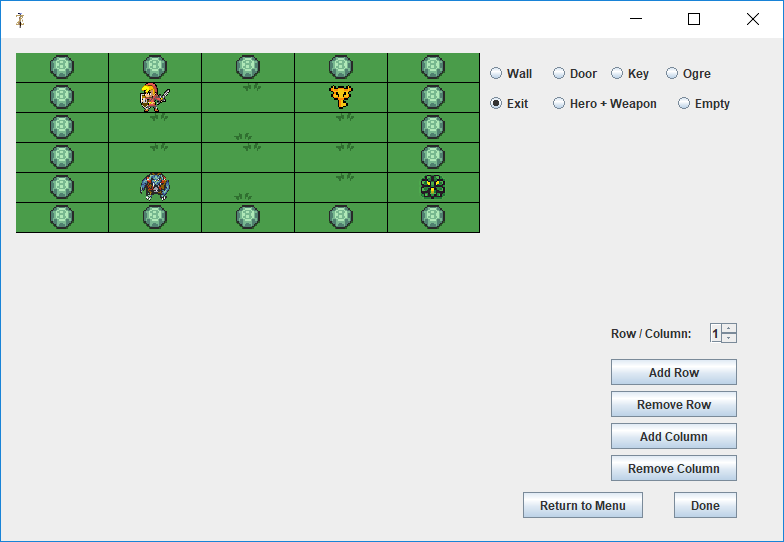 Wall Door Key Ogre
Exit Hero + Weapon Empty
Row / Column: 1
Add Row
Remove Row
Add Column
Remove Column
Return to Menu Done